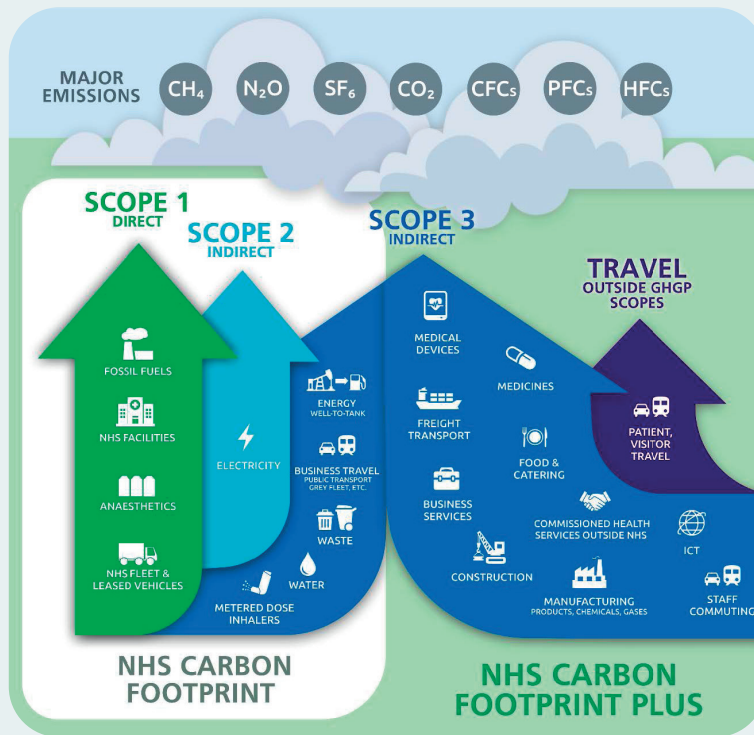 MAJOR
EMISSIONS
CH₄
N₂O
SF₆
CO₂
CFCs
PFCs
HFCs
SCOPE 1
DIRECT
SCOPE 2
INDIRECT
SCOPE 3
INDIRECT
TRAVEL
OUTSIDE GHGP
SCOPES
FOSSIL FUELS
NHS FACILITIES
ANAESTHETICS
NHS FLEET &
LEASED VEHICLES
ELECTRICITY
ENERGY
WELL-TO-TANK
BUSINESS TRAVEL
PUBLIC TRANSPORT
GREY FLEET, ETC.
WASTE
WATER
METERED DOSE
INHALERS
MEDICAL
DEVICES
MEDICINES
FREIGHT
TRANSPORT
FOOD &
CATERING
BUSINESS
SERVICES
COMMISSIONED HEALTH
SERVICES OUTSIDE NHS
CONSTRUCTION
MANUFACTURING
PRODUCTS, CHEMICALS, GASES
ICT
STAFF
COMMUTING
PATIENT,
VISITOR
TRAVEL
NHS CARBON
FOOTPRINT
NHS CARBON
FOOTPRINT PLUS